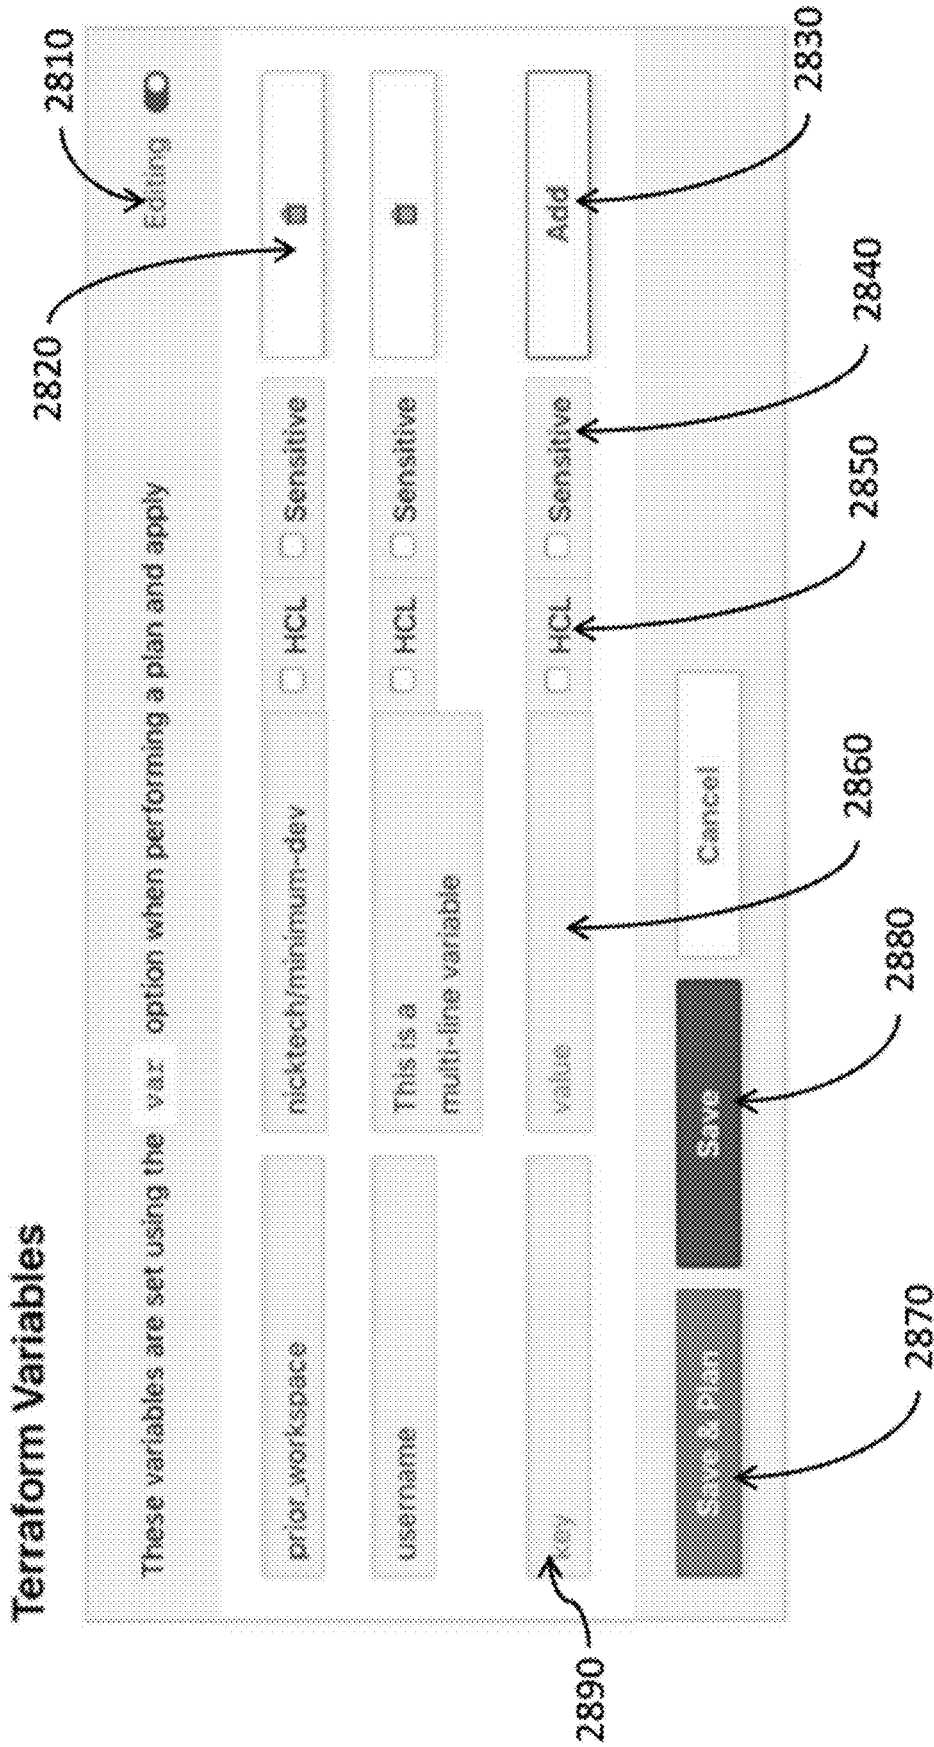 Terraform Variables
2810
2820
These variables are set using the var option when performing a plan and apply
Editing
prior_workspace
nicktech/minimum-dev
HCL
Sensitive
username
This is a
multi-line variable
HCL
Sensitive
key
value
HCL
Sensitive
Add
Save & Plan
Save
Cancel
2890
2870
2880
2860
2850
2840
2830